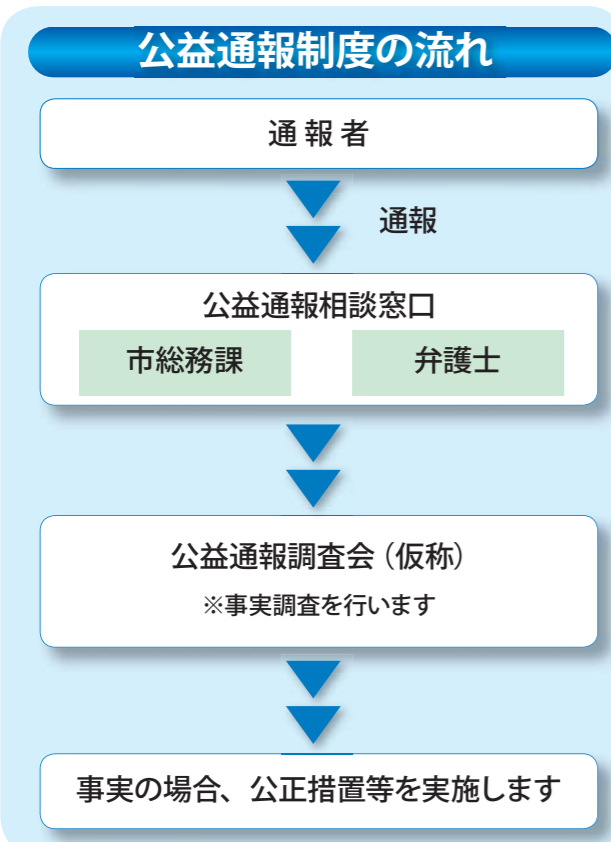 公益通報制度の流れ
通報者
通報
公益通報相談窓口
市総務課 弁護士
公益通報調査会（仮称）
※事実調査を行います
事実の場合、公正措置等を実施します